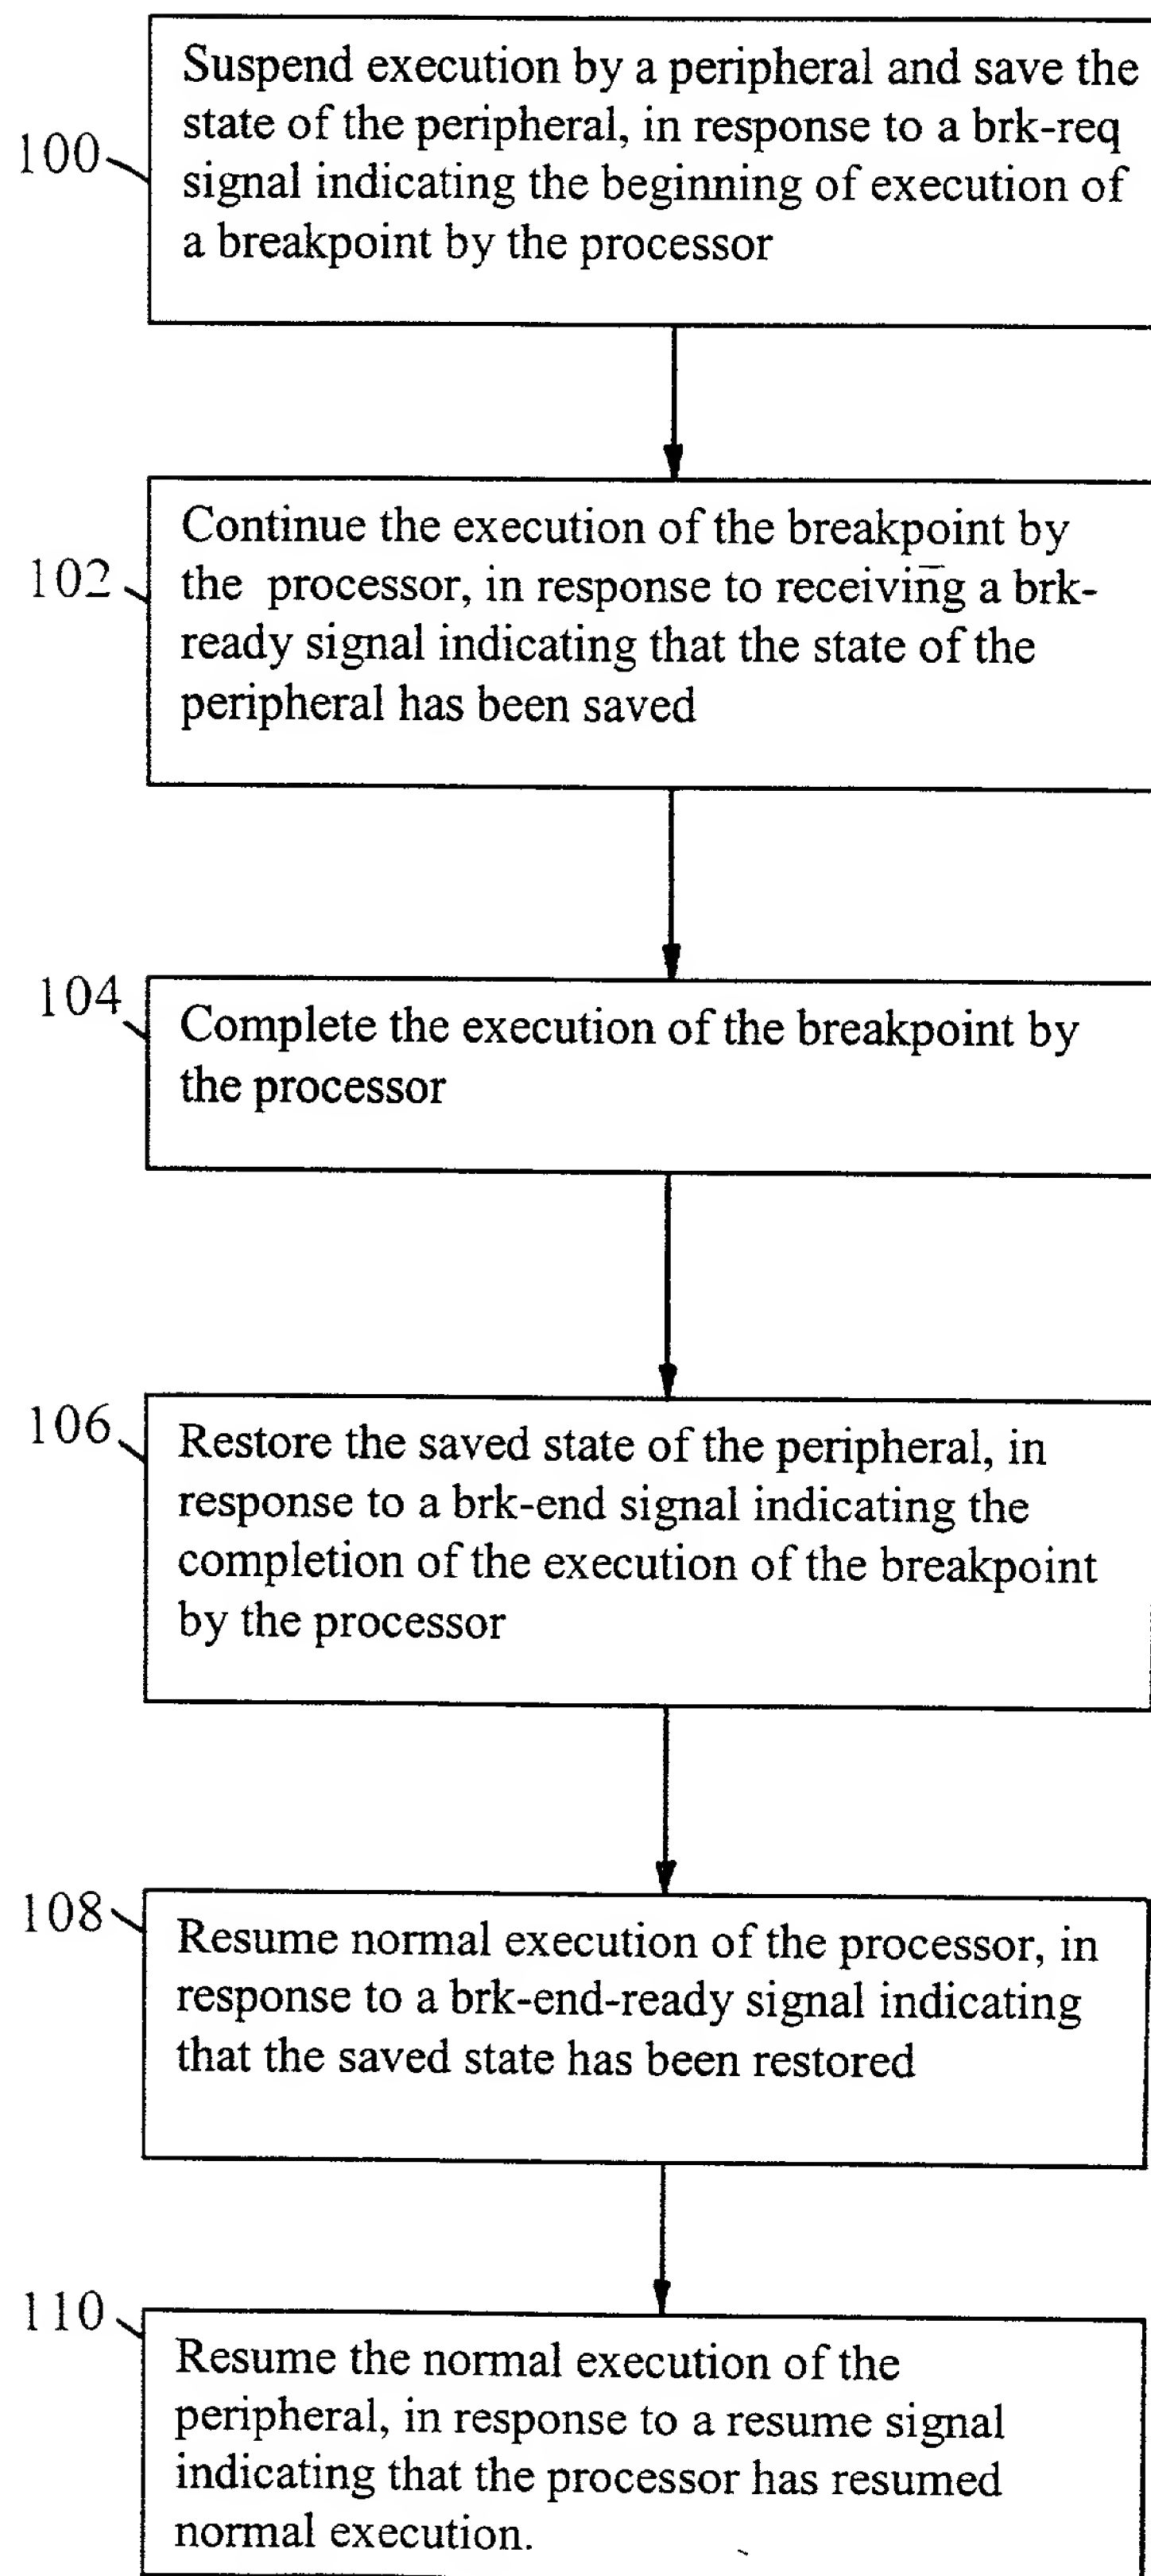 100
Suspend execution by a peripheral and save the
state of the peripheral, in response to a brk-req
signal indicating the beginning of execution of
a breakpoint by the processor
102
Continue the execution of the breakpoint by
the processor, in response to receiving a brk-
ready signal indicating that the state of the
peripheral has been saved
104
Complete the execution of the breakpoint by
the processor
106
Restore the saved state of the peripheral, in
response to a brk-end signal indicating the
completion of the execution of the breakpoint
by the processor
108
Resume normal execution of the processor, in
response to a brk-end-ready signal indicating
that the saved state has been restored
110
Resume the normal execution of the
peripheral, in response to a resume signal
indicating that the processor has resumed
normal execution.